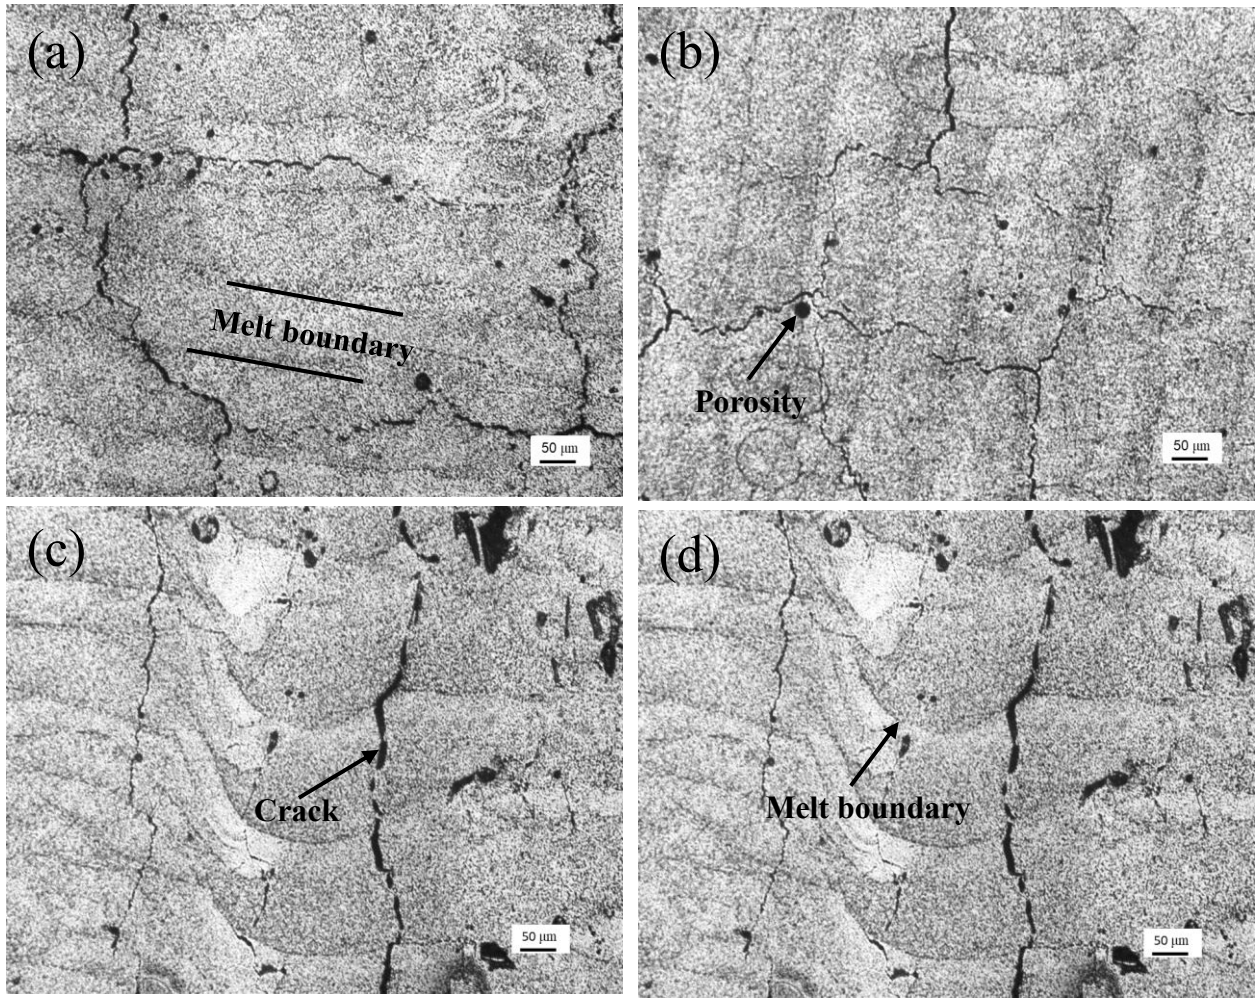 (a)
Melt boundary
50 μm
(b)
Porosity
50 μm
(c)
Crack
50 μm
(d)
Melt boundary
50 μm